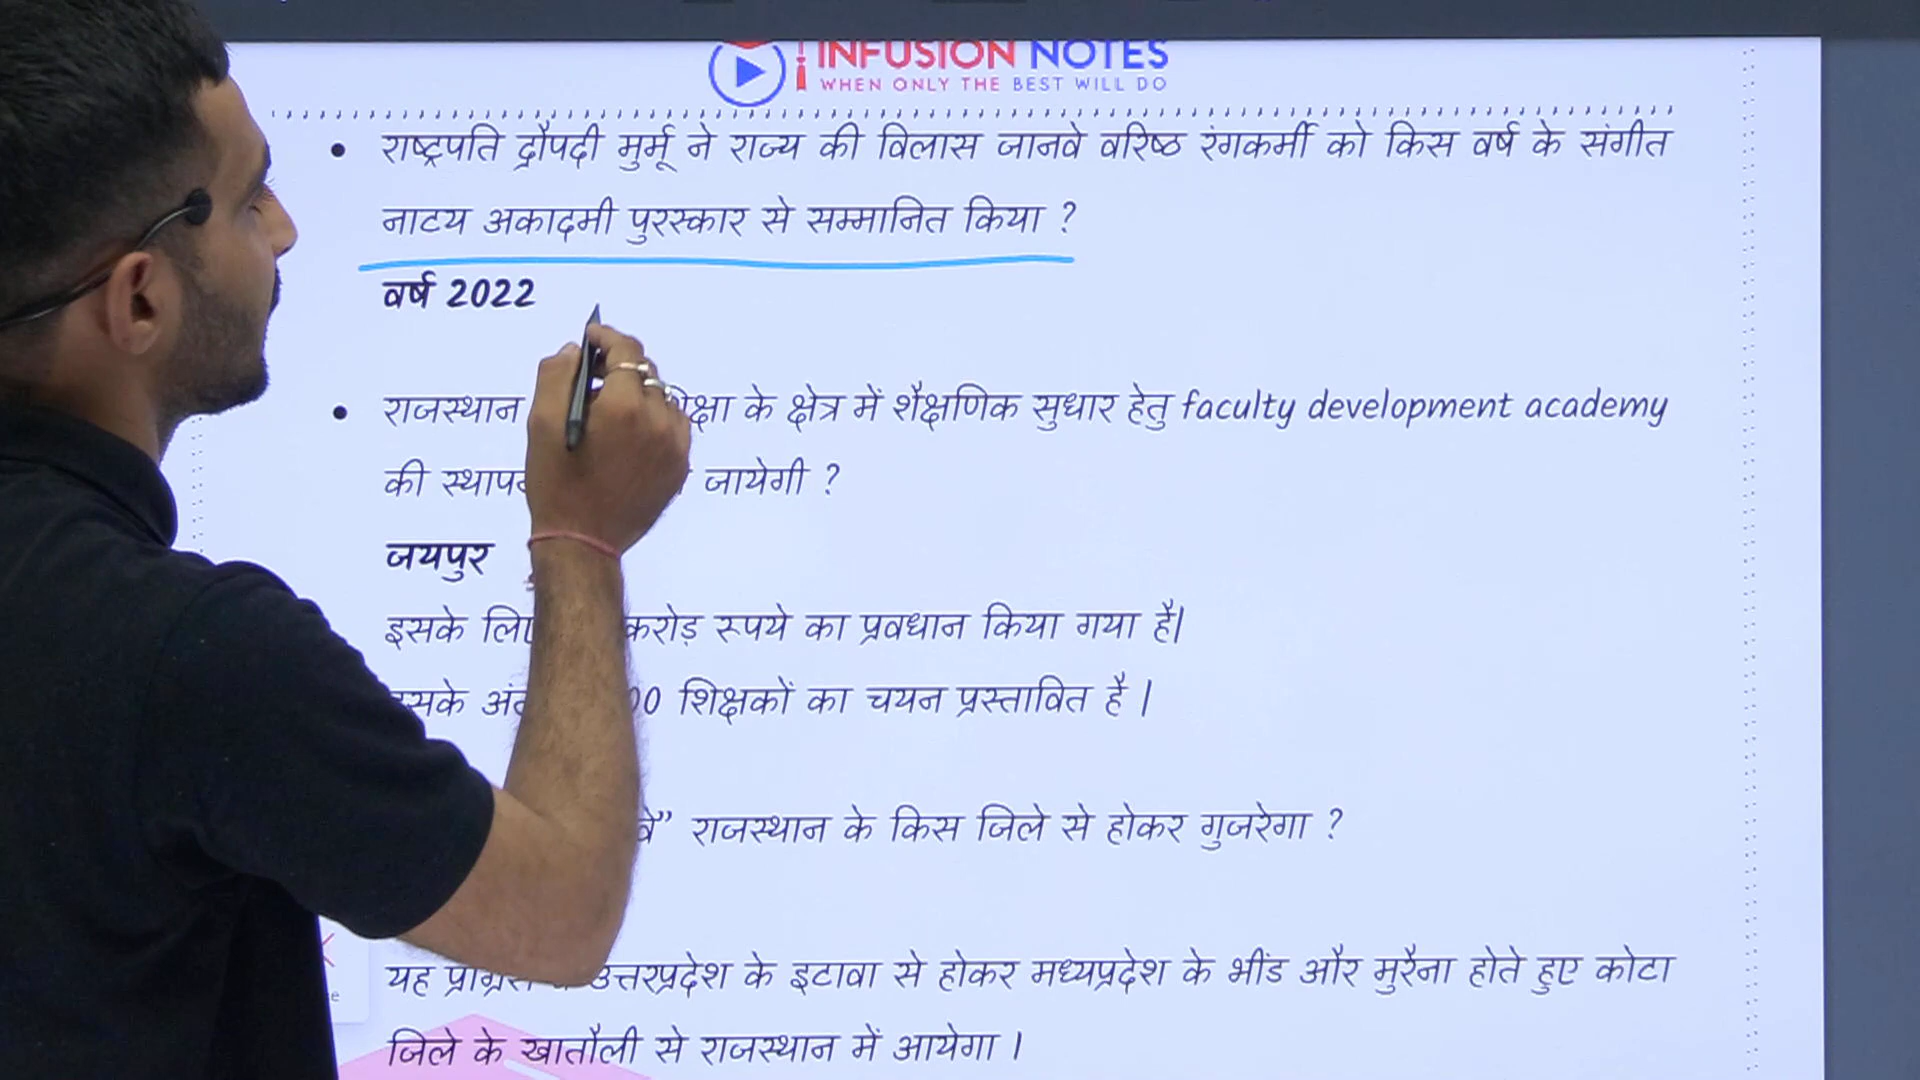 INFUSION NOTES
WHEN ONLY THE BEST WILL DO
• राष्ट्रपति द्रौपदी मुर्मू ने राज्य की विलास जानवे वरिष्ठ रंगकर्मी को किस वर्ष के संगीत
नाटय अकादमी पुरस्कार से सम्मानित किया ?
वर्ष 2022
• राजस्थान के क्षेत्र में शैक्षणिक सुधार हेतु faculty development academy
की जायेगी ?
जयपुर
इसके करोड़ रूपये का प्रवधान किया गया है|
शिक्षकों का चयन प्रस्तावित है |
राजस्थान के किस जिले से होकर गुजरेगा ?
यह उत्तरप्रदेश के इटावा से होकर मध्यप्रदेश के भींड और मुरैना होते हुए कोटा
जिले के खातौली से राजस्थान में आयेगा |